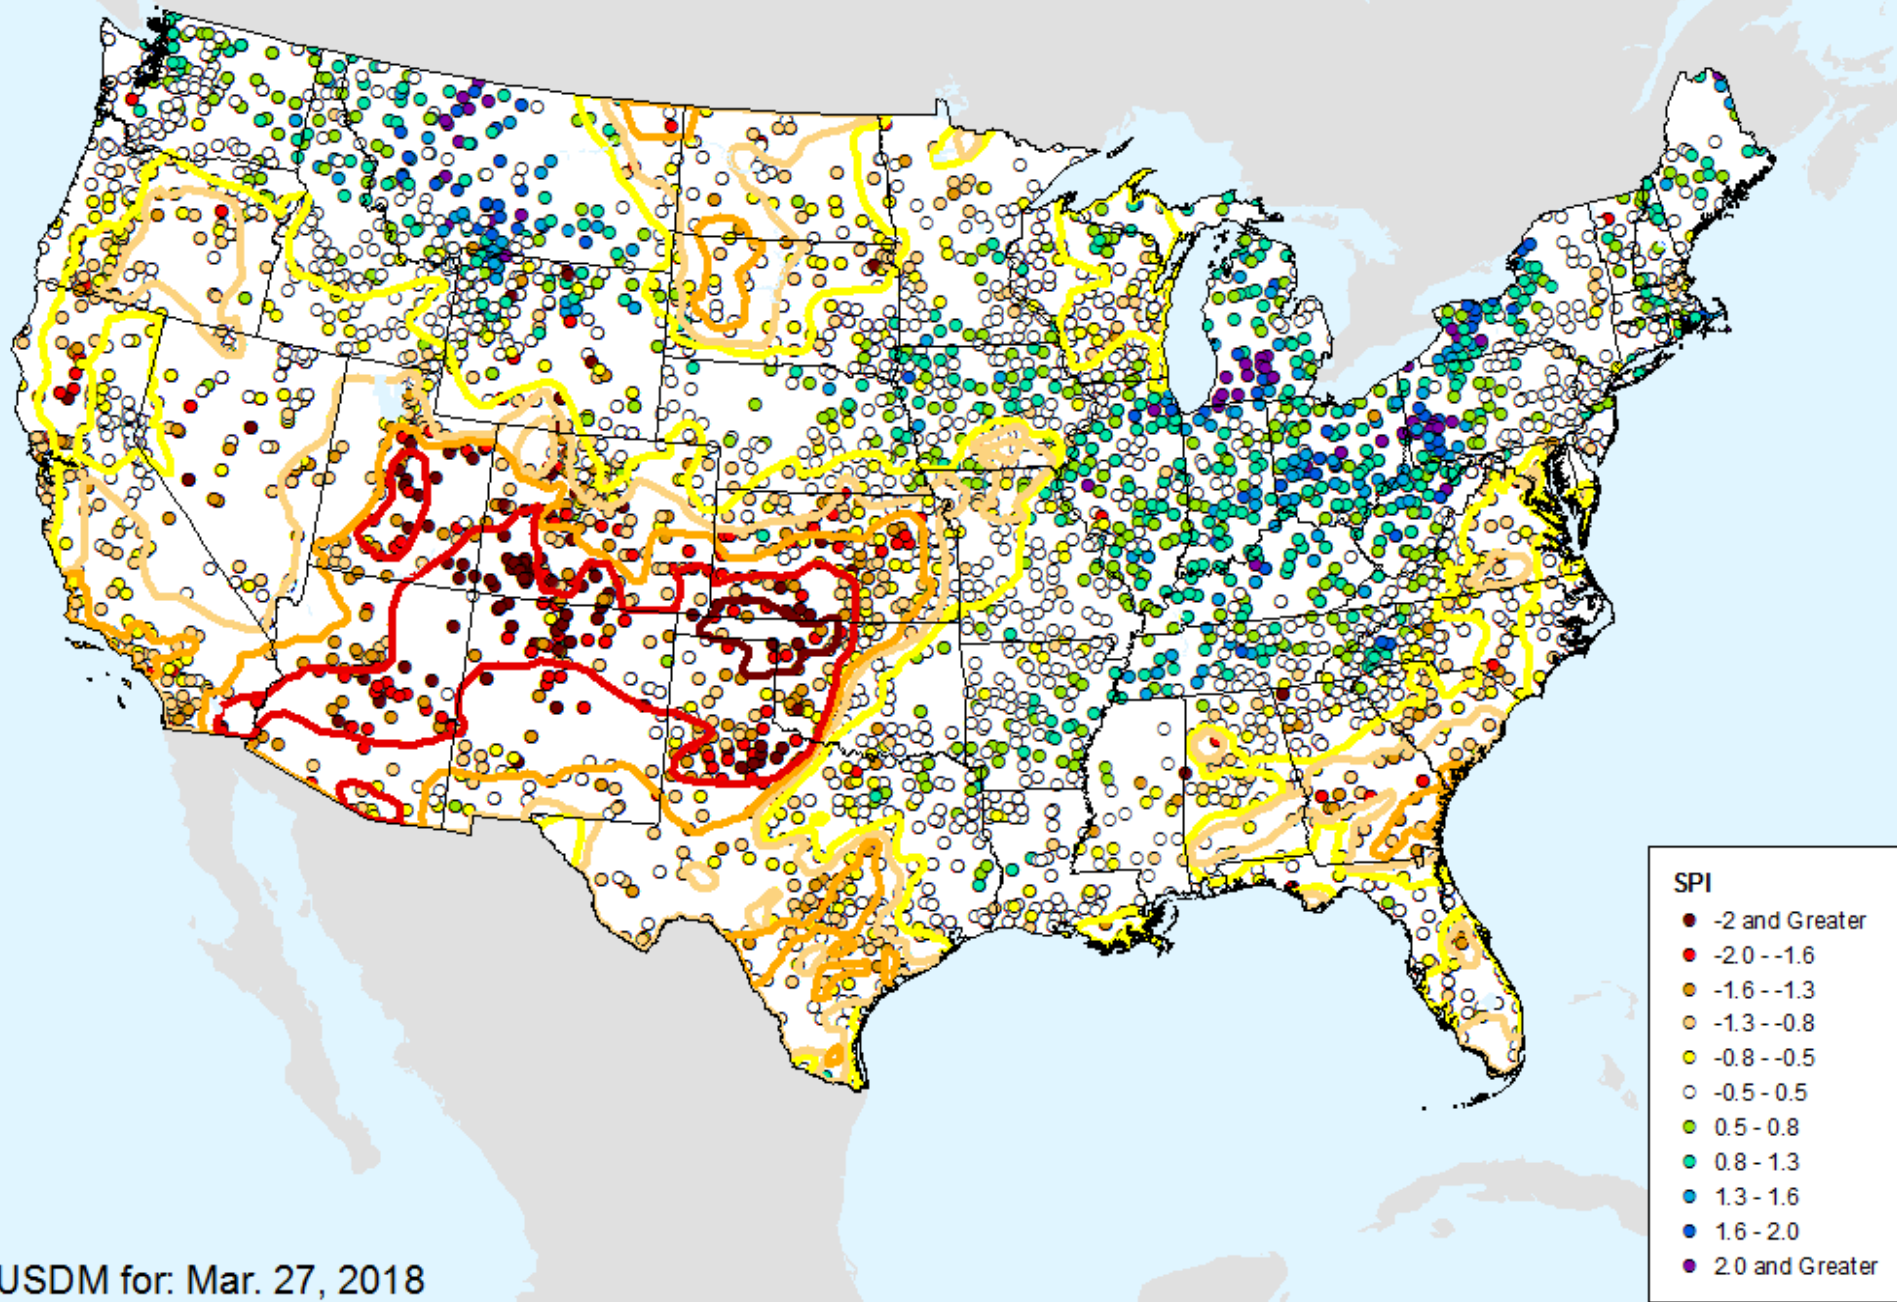 SPI
-2 and Greater
-2.0 - -1.6
-1.6 - -1.3
-1.3 - -0.8
-0.8 - -0.5
-0.5 - 0.5
0.5 - 0.8
0.8 - 1.3
1.3 - 1.6
1.6 - 2.0
2.0 and Greater
USDM for: Mar. 27, 2018